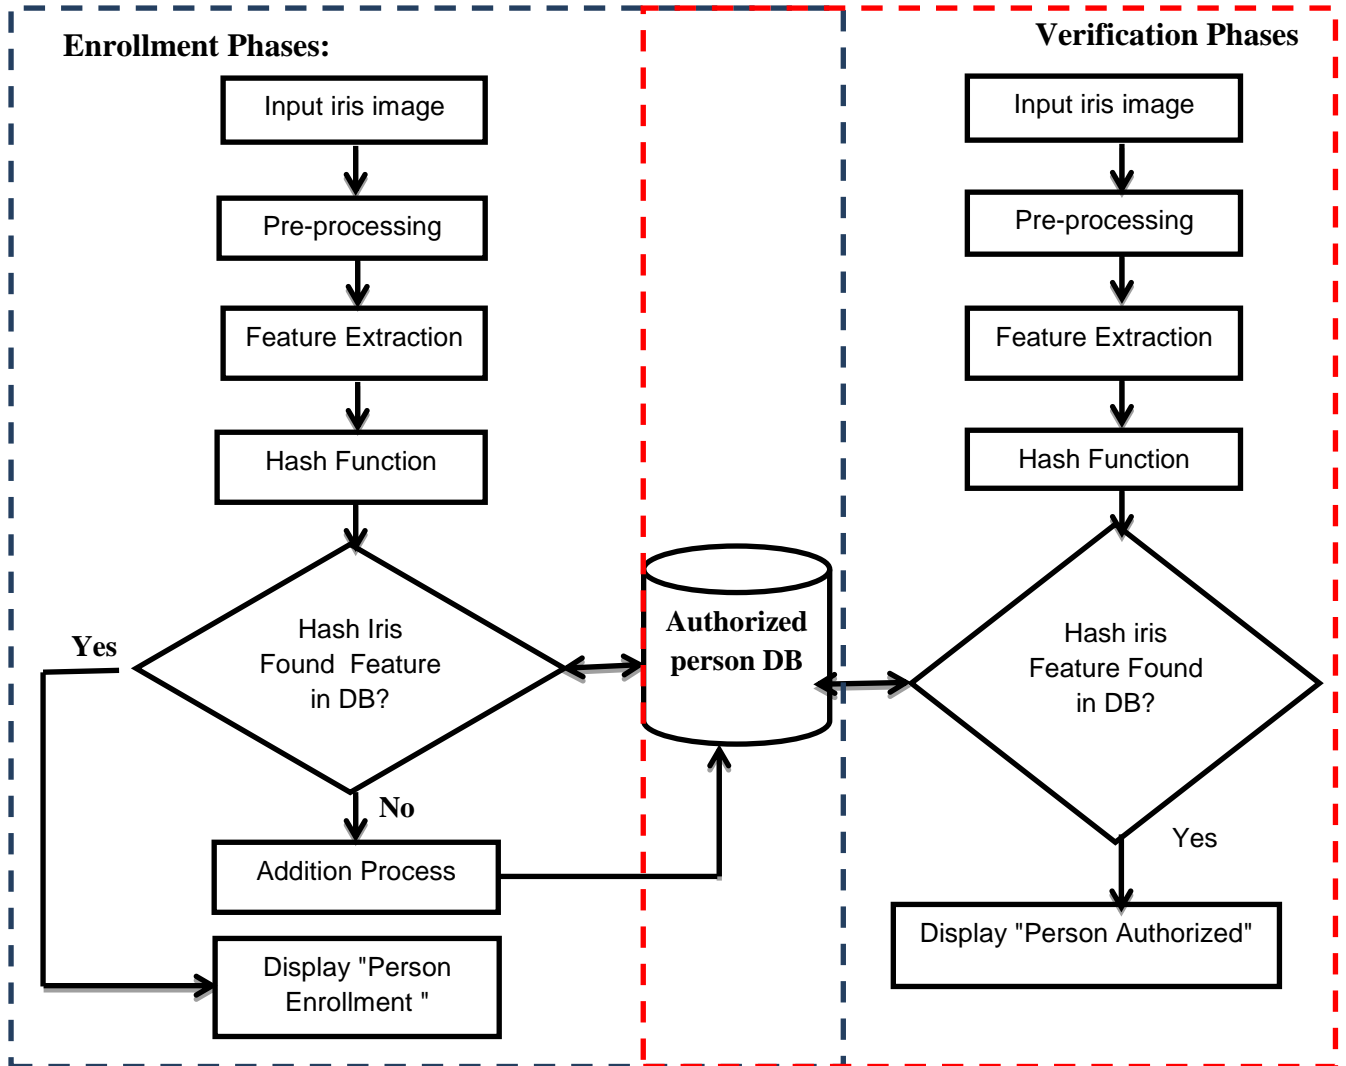 Enrollment Phases:
Input iris image
Pre-processing
Feature Extraction
Hash Function
Hash Iris
Found  Feature
in DB?
Yes
No
Addition Process
Display "Person
Enrollment "
Authorized
person DB
Verification Phases
Input iris image
Pre-processing
Feature Extraction
Hash Function
Hash iris
Feature Found
in DB?
Yes
Display "Person Authorized"